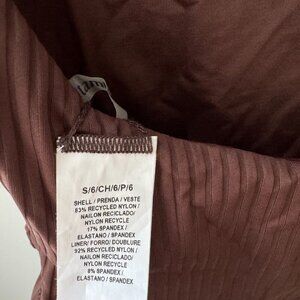 S/6/CH/6/P/6
SHELL / PRENDA / VESTE
83% RECYCLED NYLON /
NAILON RECICLADO/
NYLON RECYCLE
17% SPANDEX /
ELASTANO / SPANDEX
LINER/ FORRO/ DOUBLURE
92% RECYCLED NYLON /
NAILON RECICLADO/
NYLON RECYCLE
8% SPANDEX /
ELASTANO / SPANDEX